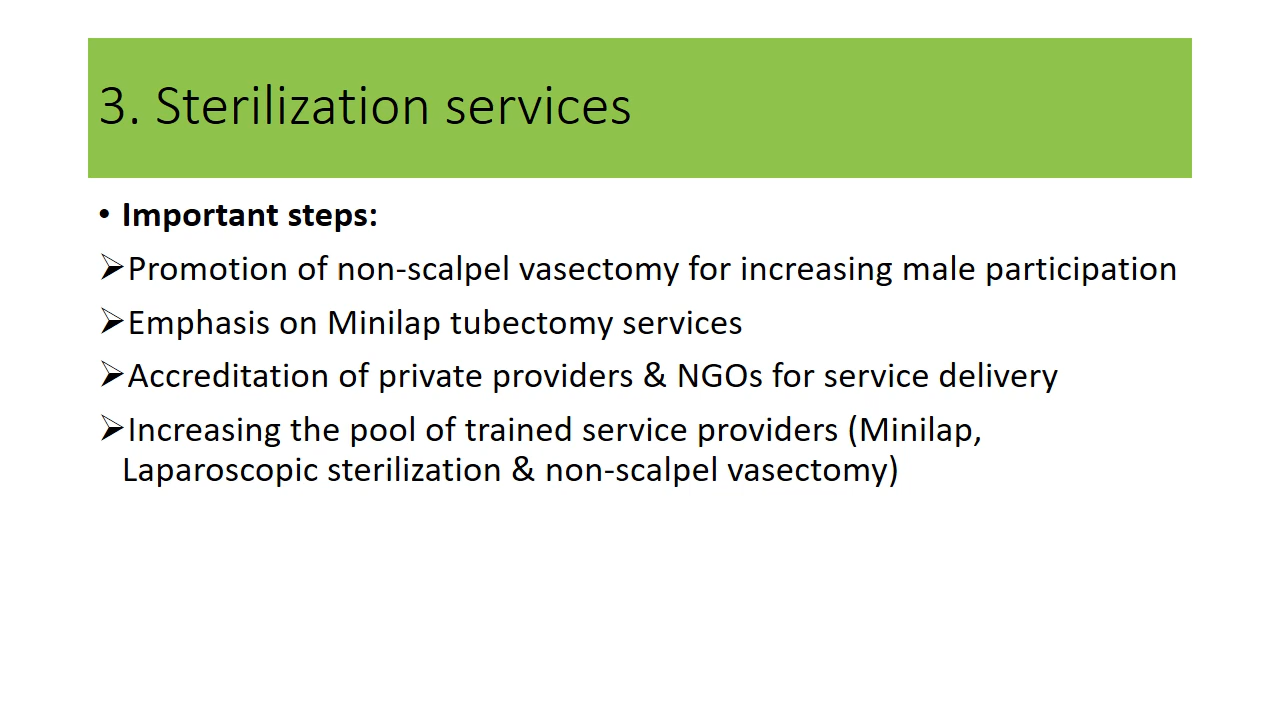 3. Sterilization services
• Important steps:
➢Promotion of non-scalpel vasectomy for increasing male participation
➢Emphasis on Minilap tubectomy services
➢Accreditation of private providers & NGOs for service delivery
➢Increasing the pool of trained service providers (Minilap,
Laparoscopic sterilization & non-scalpel vasectomy)